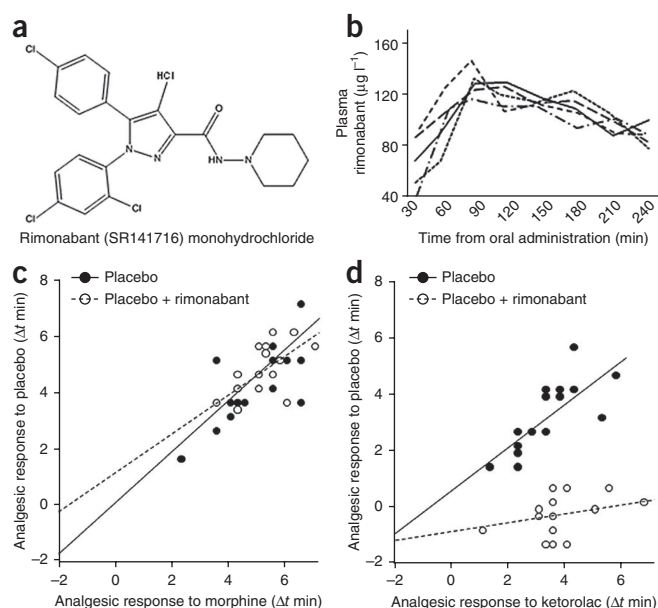 a
Cl
HCl
O
N
N
HN
N
Cl
Cl
Rimonabant (SR141716) monohydrochloride
b
Plasma
rimonabant (µg l⁻¹)
160
120
80
40
30
60
90
120
150
180
210
240
Time from oral administration (min)
c
Placebo
Placebo + rimonabant
Analgesic response to placebo (Δt min)
8
6
4
2
0
−2
−2
0
2
4
6
Analgesic response to morphine (Δt min)
d
Placebo
Placebo + rimonabant
Analgesic response to placebo (Δt min)
8
6
4
2
0
−2
−2
0
2
4
6
Analgesic response to ketorolac (Δt min)